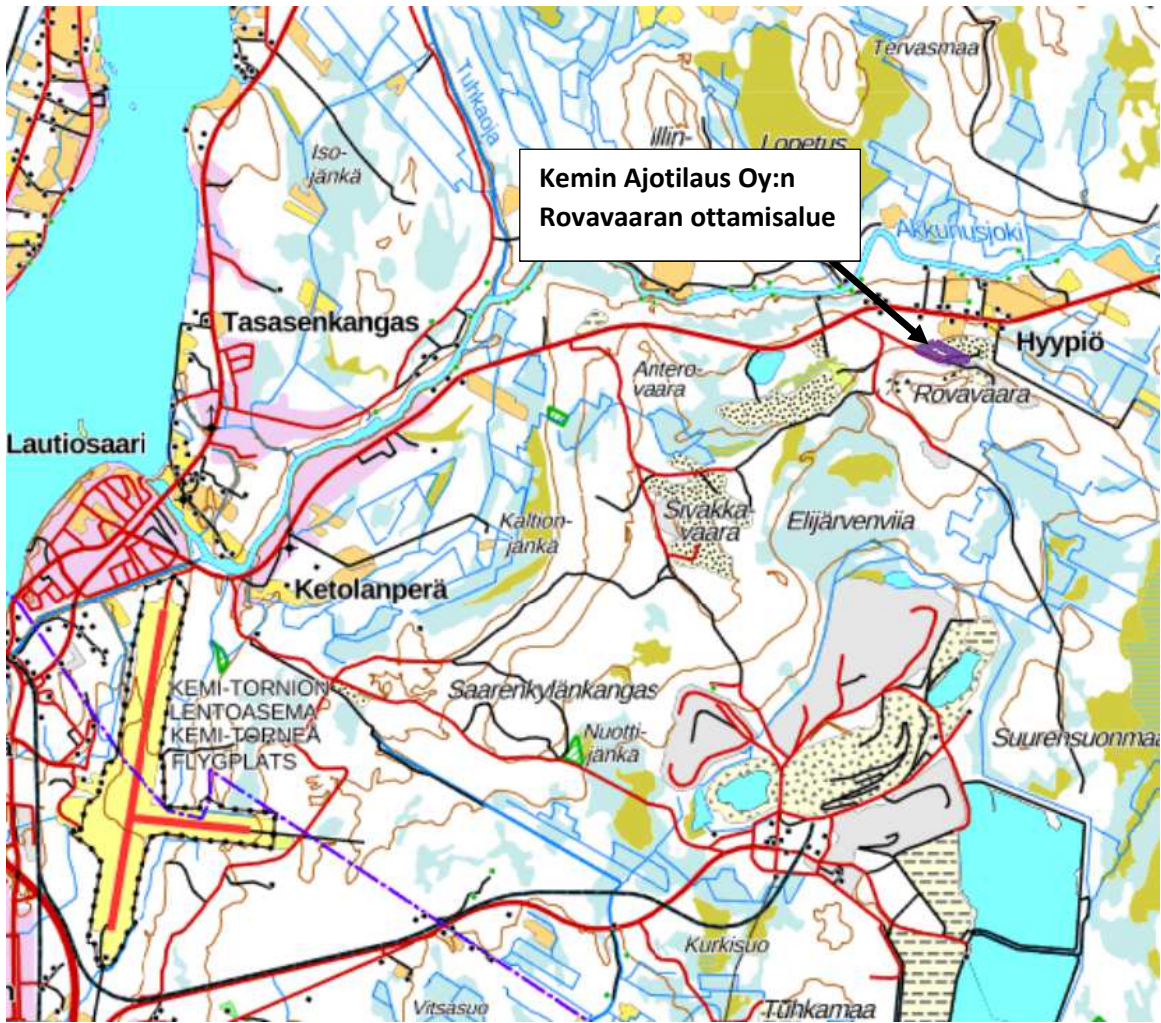 Tervasmaa
Tuhkaoja
Iso-
jänkä
illin-
Lopetus
Kemin Ajotilaus Oy:n
Rovavaaran ottamisalue
Akkunusjoki
Tasasenkangas
Hyypiö
Antero-
vaara
Rovavaara
Lautiosaari
Kaltion-
jänkä
Sivakka-
vaara
Elijärvenviia
Ketolanperä
KEMI-TORNION
LENTOASEMA
KEMI-TORNEÅ
FLYGPLATS
Saarenkylänkangas
Nuotti-
jänkä
Suurensuonmaa
Kurkisuo
Vitsasuo
Tuhkamaa